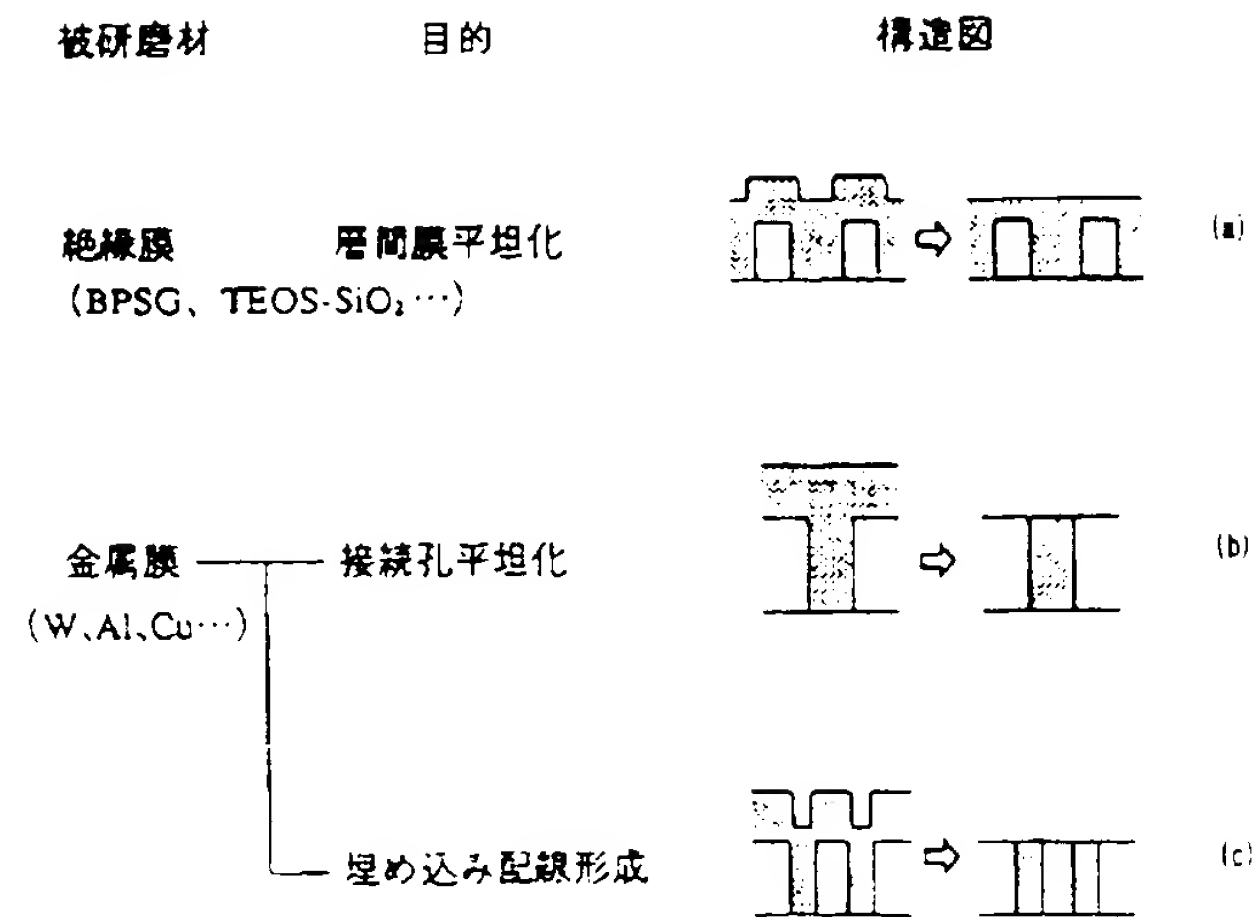 被研磨材 目的 構造図
絶縁膜 層間膜平坦化 (a)
(BPSG、TEOS-SiO₂…)
金属膜 接続孔平坦化 (b)
(W、Al、Cu…)
埋め込み配線形成 (c)